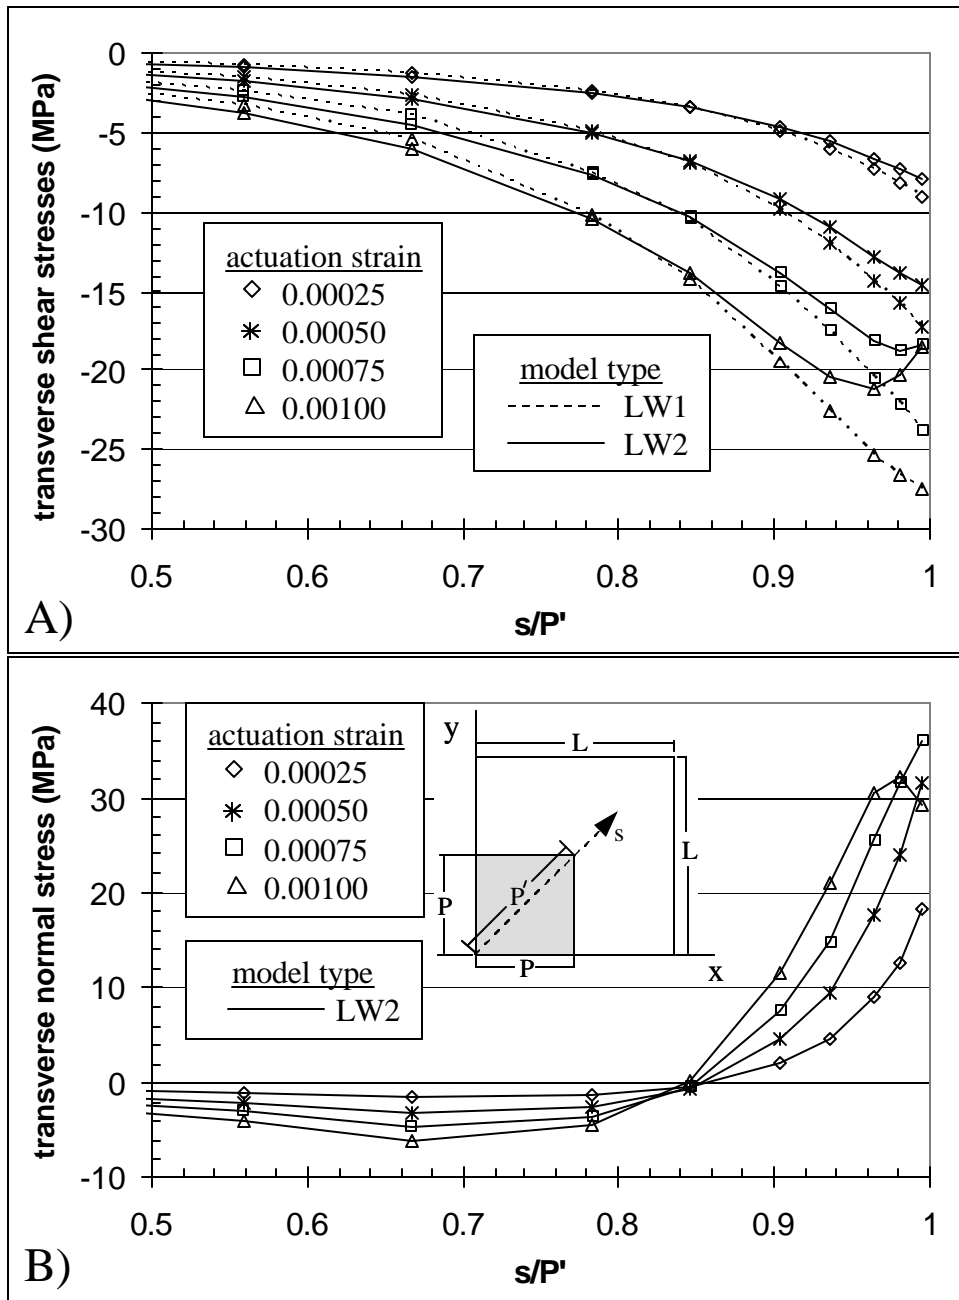 transverse shear stresses (MPa)
0
-5
-10
-15
-20
-25
-30
actuation strain
0.00025
0.00050
0.00075
0.00100
model type
LW1
LW2
0.5
0.6
0.7
0.8
0.9
1
s/P'
A)
transverse normal stress (MPa)
40
30
20
10
0
-10
actuation strain
0.00025
0.00050
0.00075
0.00100
model type
LW2
y
L
s
L
P'
P
P
x
0.5
0.6
0.7
0.8
0.9
1
s/P'
B)